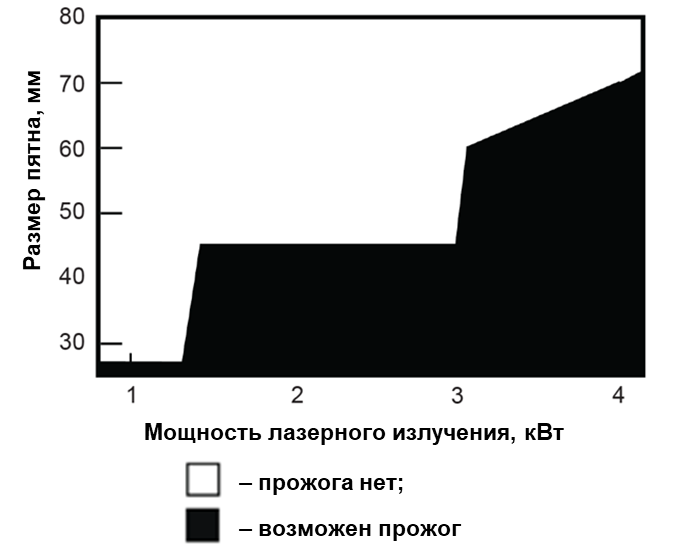 80
70
60
50
40
30
Размер пятна, мм
1 2 3 4
Мощность лазерного излучения, кВт
– прожога нет;
– возможен прожог